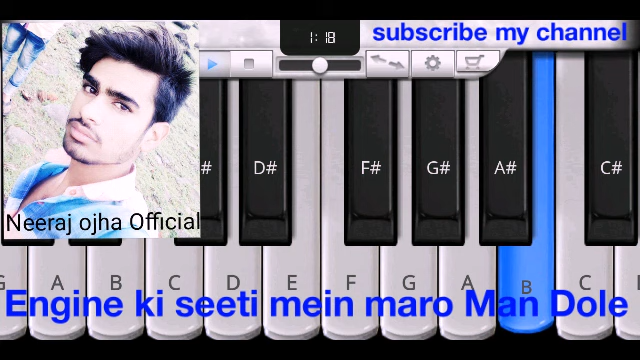 subscribe my channel
1:18
# D# F# G# A# C#
Neeraj ojha Official
G A B C D E F G A B C D
Engine ki seeti mein maro Man Dole